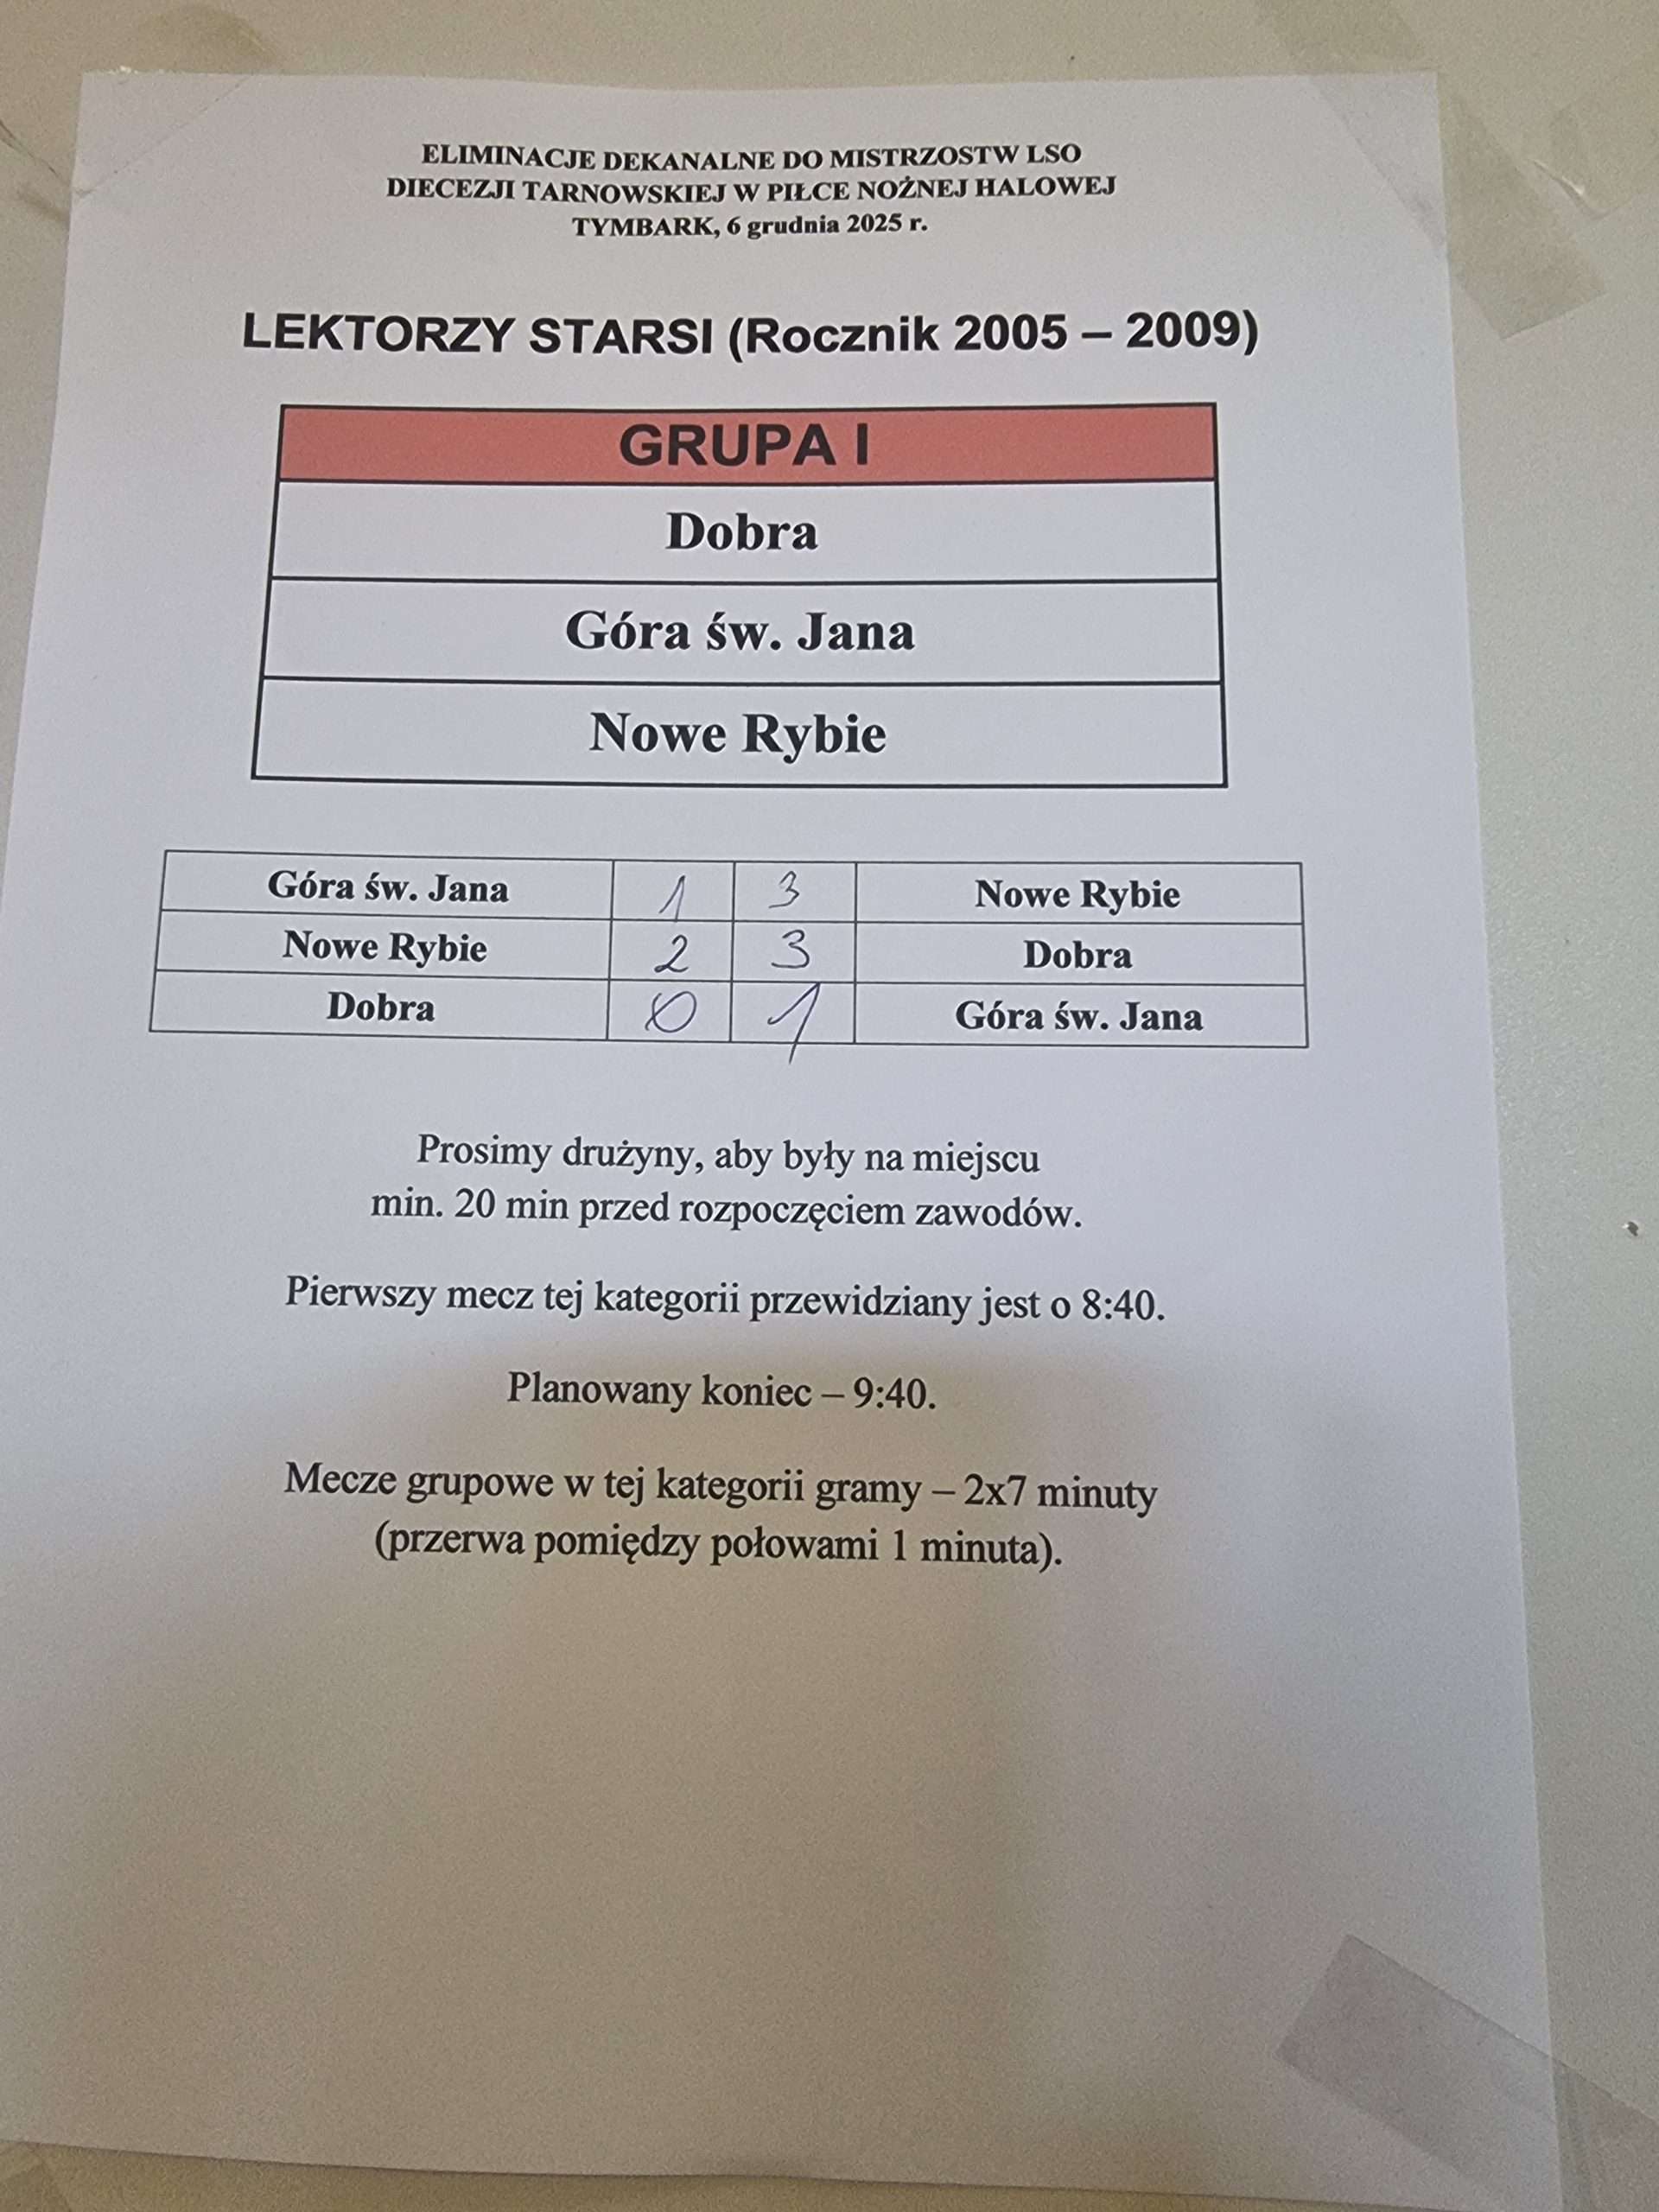 ELIMINACJE DEKANALNE DO MISTRZOSTW LSO
DIECEZJI TARNOWSKIEJ W PIŁCE NOŻNEJ HALOWEJ
TYMBARK, 6 grudnia 2025 r.
LEKTORZY STARSI (Rocznik 2005 – 2009)
GRUPA I
Dobra
Góra św. Jana
Nowe Rybie
Góra św. Jana 1 3 Nowe Rybie
Nowe Rybie 2 3 Dobra
Dobra 0 1 Góra św. Jana
Prosimy drużyny, aby były na miejscu
min. 20 min przed rozpoczęciem zawodów.
Pierwszy mecz tej kategorii przewidziany jest o 8:40.
Planowany koniec – 9:40.
Mecze grupowe w tej kategorii gramy – 2x7 minuty
(przerwa pomiędzy połowami 1 minuta).